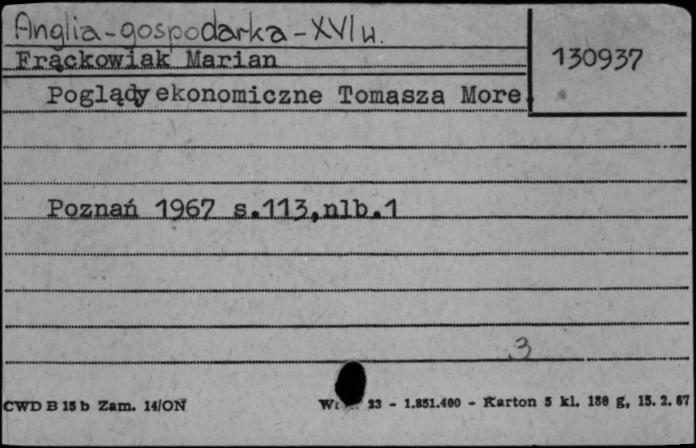 Anglia-gospodarka-XVI w.
Frąckowiak Marian
130937
Poglądy ekonomiczne Tomasza More.
Poznań 1967 s.113,nlb.1
3
CWD B 15 b Zam. 14/ON
23 - 1.851.400 - Karton 5 kl. 180 g, 15. 2. 67